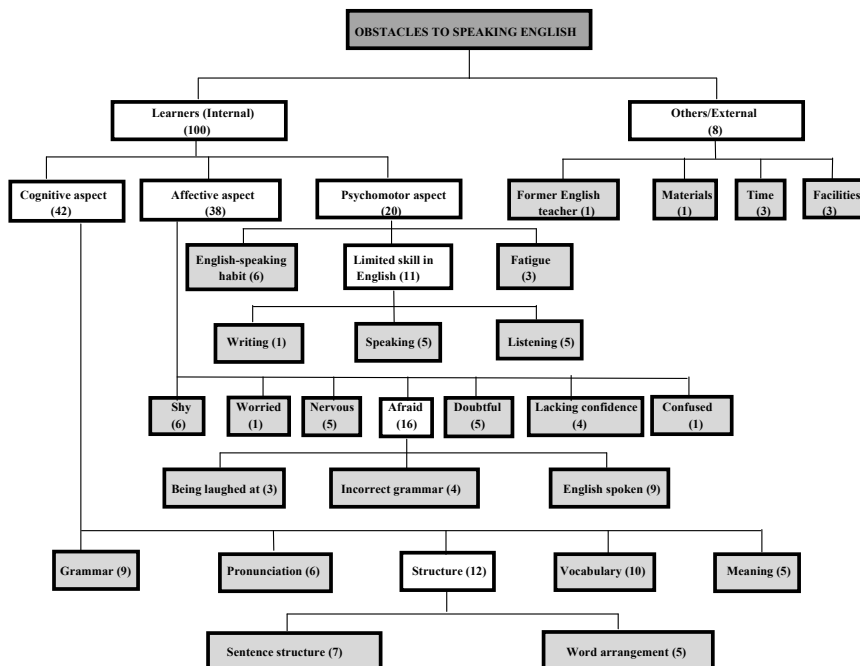 OBSTACLES TO SPEAKING ENGLISH
Learners (Internal)
(100)
Others/External
(8)
Cognitive aspect
(42)
Affective aspect
(38)
Psychomotor aspect
(20)
Former English
teacher (1)
Materials
(1)
Time
(3)
Facilities
(3)
English-speaking
habit (6)
Limited skill in
English (11)
Fatigue
(3)
Writing (1)
Speaking (5)
Listening (5)
Shy
(6)
Worried
(1)
Nervous
(5)
Afraid
(16)
Doubtful
(5)
Lacking confidence
(4)
Confused
(1)
Being laughed at (3)
Incorrect grammar (4)
English spoken (9)
Grammar (9)
Pronunciation (6)
Structure (12)
Vocabulary (10)
Meaning (5)
Sentence structure (7)
Word arrangement (5)